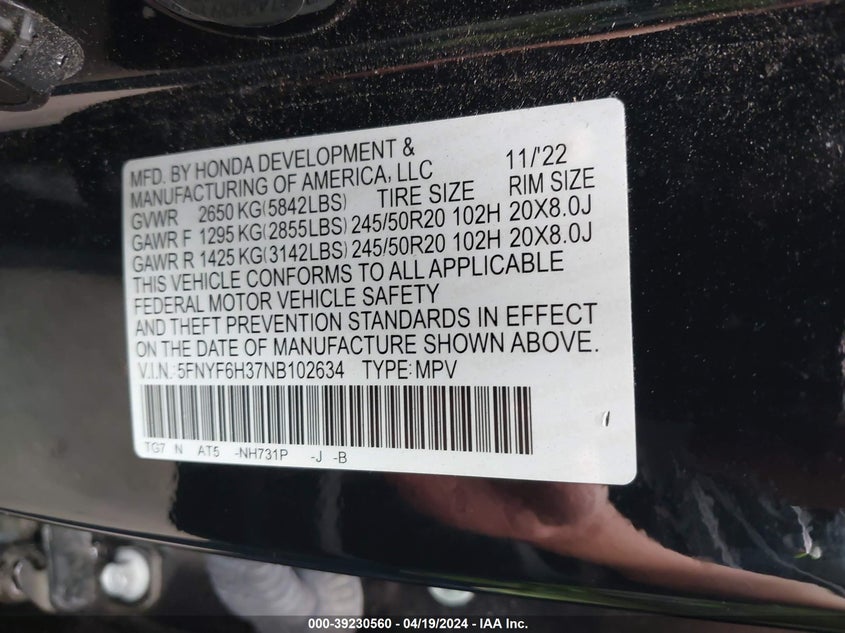 MFD. BY HONDA DEVELOPMENT & 11/'22
MANUFACTURING OF AMERICA, LLC
GVWR 2650 KG(5842LBS) TIRE SIZE RIM SIZE
GAWR F 1295 KG(2855LBS) 245/50R20 102H 20X8.0J
GAWR R 1425 KG(3142LBS) 245/50R20 102H 20X8.0J
THIS VEHICLE CONFORMS TO ALL APPLICABLE
FEDERAL MOTOR VEHICLE SAFETY
AND THEFT PREVENTION STANDARDS IN EFFECT
ON THE DATE OF MANUFACTURE SHOWN ABOVE.
V.I.N.:5FNYF6H37NB102634 TYPE:MPV
TG7 N AT5 -NH731P -J -B
000-39230560 - 04/19/2024 - IAA Inc.